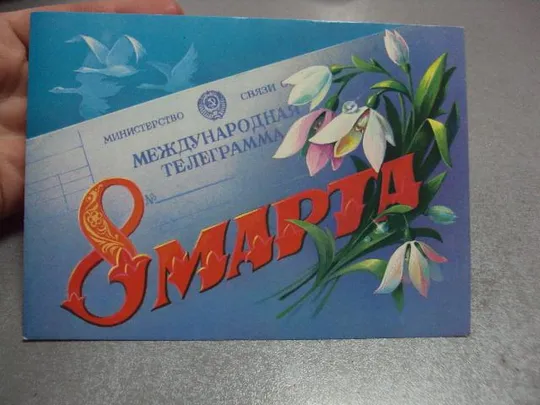 МИНИСТЕРСТВО СВЯЗИ С
МЕЖДУНАРОДНАЯ
ТЕЛЕГРАММА
№
8 МАРТА